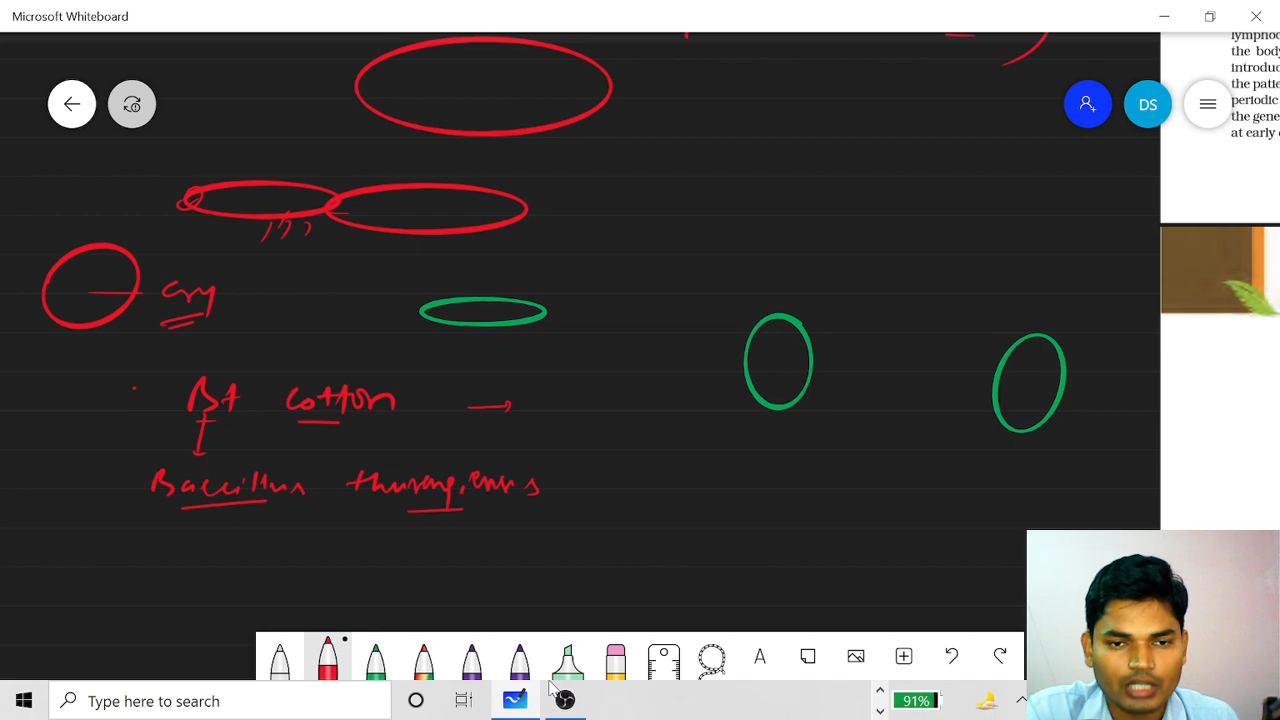 Microsoft Whiteboard
lymphoc
the body
introduc
the patie
periodic
the gene
at early e
DS
Cry
Bt cotton →
Bacillus
A
Type here to search
91%